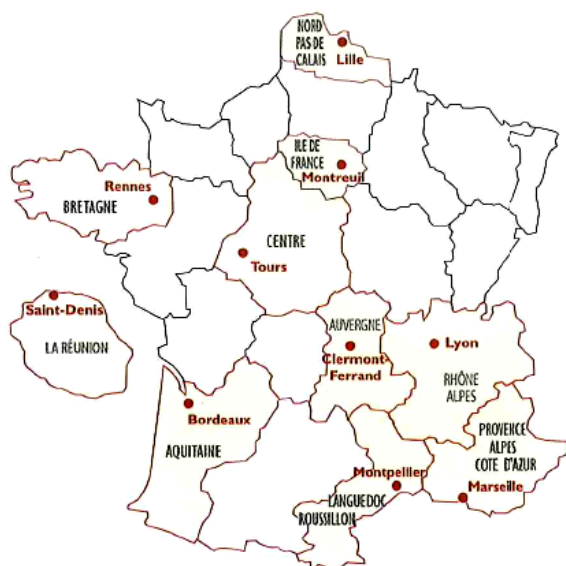 NORD
PAS DE
CALAIS
Lille
ILE DE
FRANCE
Montreuil
Rennes
BRETAGNE
CENTRE
Tours
Saint-Denis
LA RÉUNION
AUVERGNE
Clermont-
Ferrand
Lyon
RHÔNE
ALPES
Bordeaux
AQUITAINE
PROVENCE
ALPES
COTE D'AZUR
Montpellier
Marseille
LANGUEDOC
ROUSSILLON